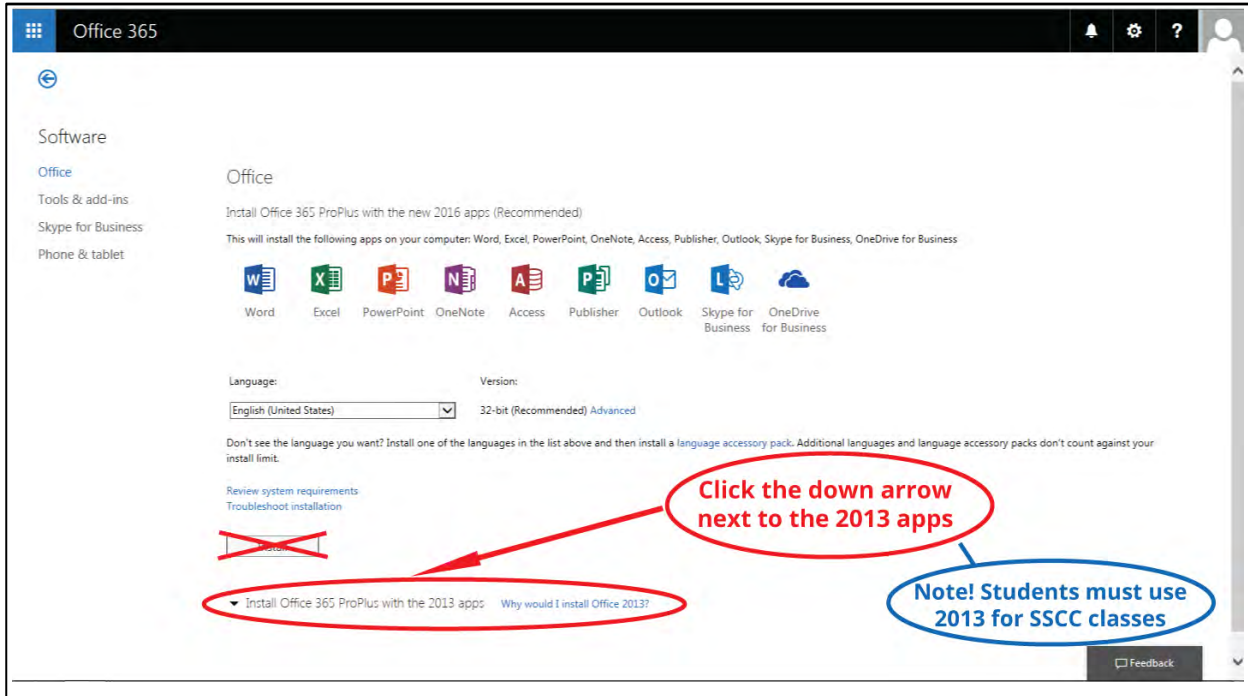 Office 365
?
Software
Office
Tools & add-ins
Skype for Business
Phone & tablet
Office
Install Office 365 ProPlus with the new 2016 apps (Recommended)
This will install the following apps on your computer: Word, Excel, PowerPoint, OneNote, Access, Publisher, Outlook, Skype for Business, OneDrive for Business
Word Excel PowerPoint OneNote Access Publisher Outlook Skype for OneDrive
Business for Business
Language: Version:
English (United States) 32-bit (Recommended) Advanced
Don't see the language you want? Install one of the languages in the list above and then install a language accessory pack. Additional languages and language accessory packs don't count against your
install limit.
Review system requirements
Troubleshoot installation
Click the down arrow
next to the 2013 apps
Install Office 365 ProPlus with the 2013 apps Why would I install Office 2013?
Note! Students must use
2013 for SSCC classes
Feedback